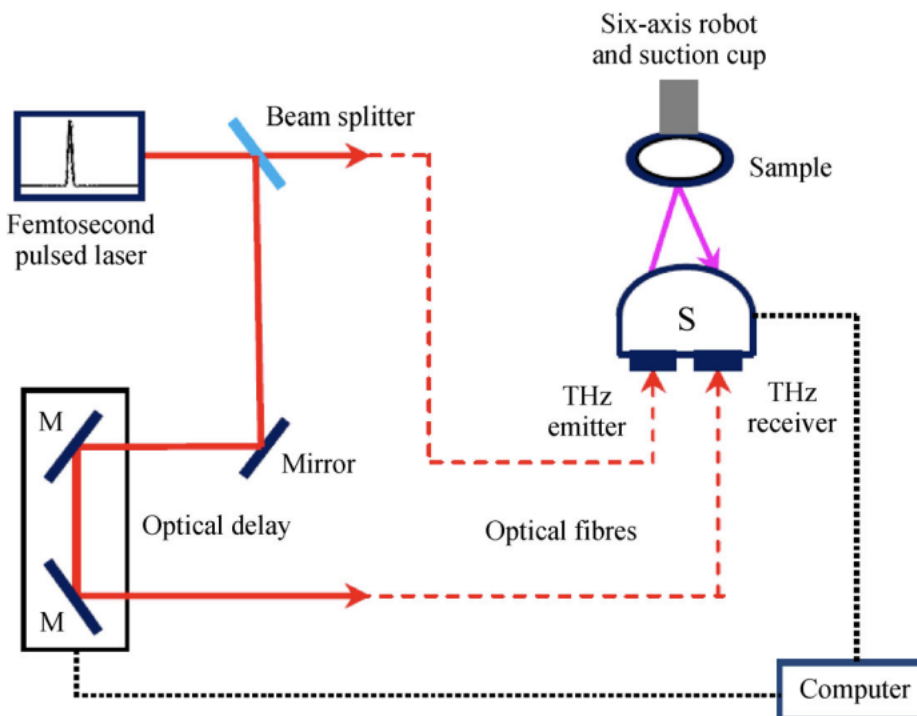 Six-axis robot
and suction cup
Beam splitter
Sample
Femtosecond
pulsed laser
S
THz
emitter
THz
receiver
M
Mirror
Optical delay
Optical fibres
M
Computer